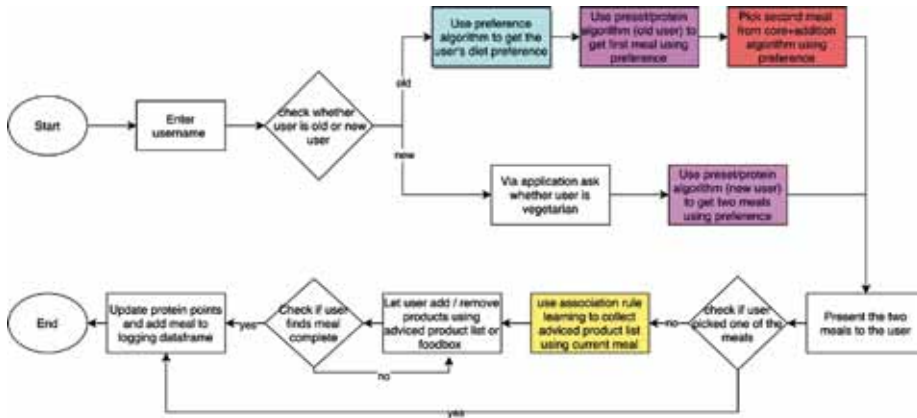 Use preference
algorithm to get the
user's diet preference
Use preset/protein
algorithm (old user) to
get first meal using
preference
Pick second meal
from core+addition
algorithm using
preference
old
Start
Enter
username
check whether
user is old or new
user
new
Via application ask
whether user is
vegetarian
Use preset/protein
algorithm (new user)
to get two meals
using preference
End
Update protein points
and add meal to
logging dataframe
yes
Check if user
finds meal
complete
no
Let user add / remove
products using
adviced product list or
foodbox
use association rule
learning to collect
adviced product list
using current meal
no
check if user
picked one of the
meals
Present the two
meals to the user
yes